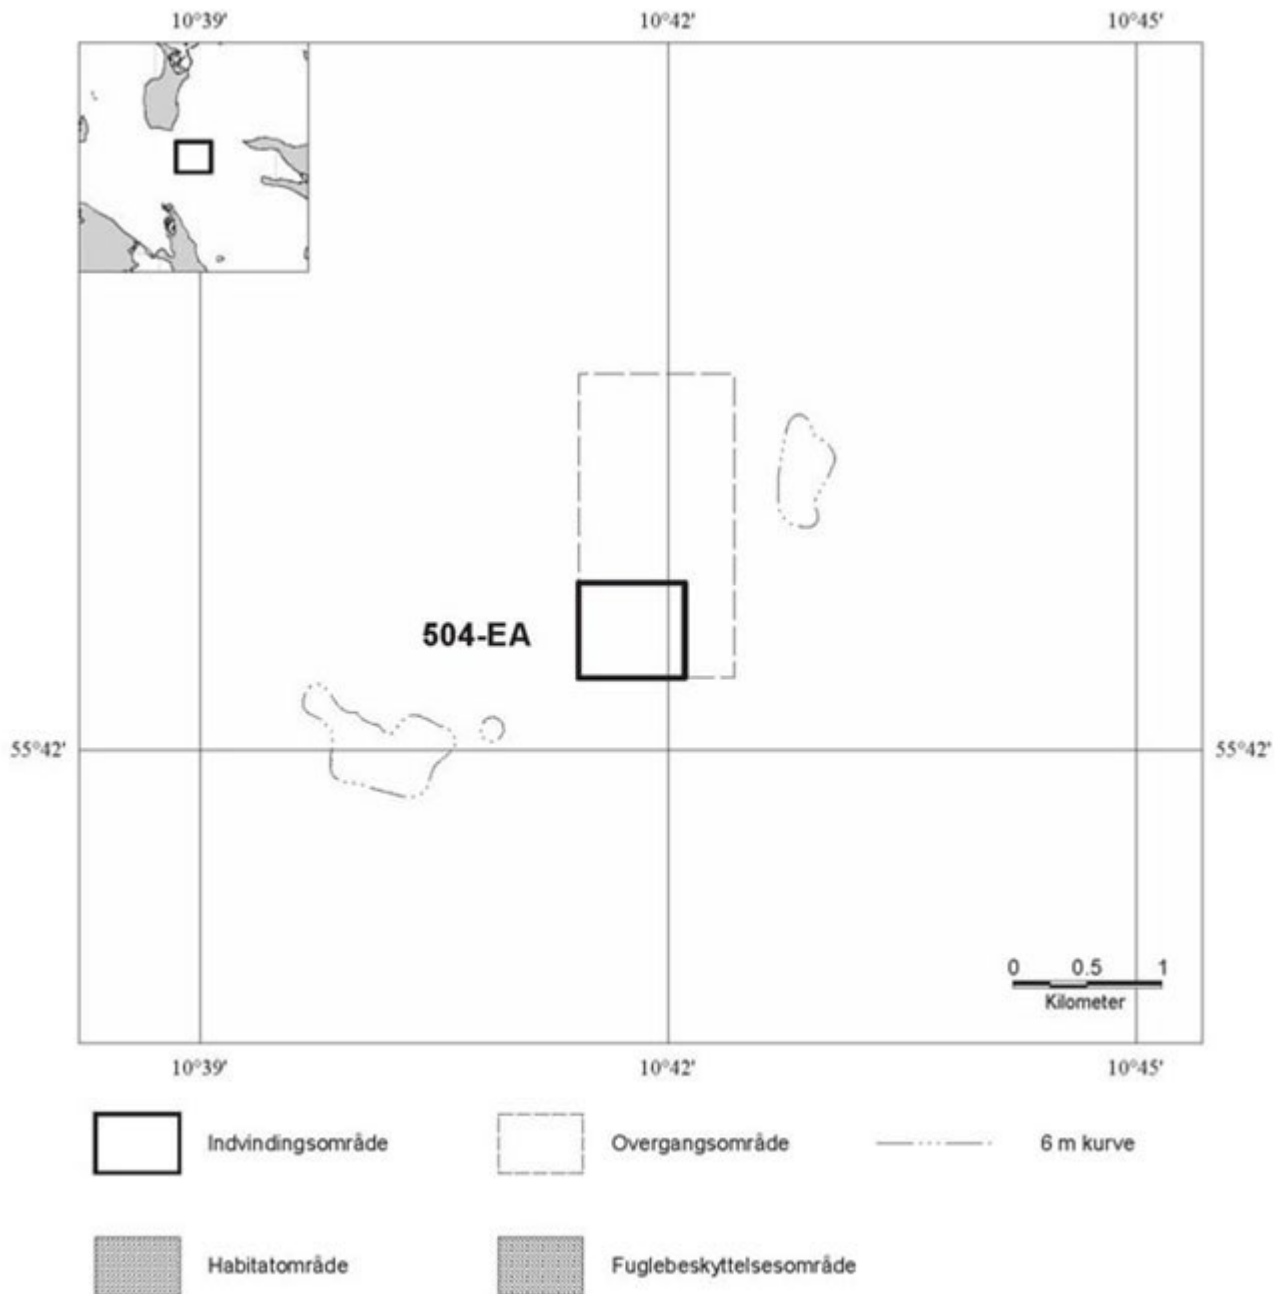 10°39' 10°42' 10°45'
504-EA
55°42' 55°42'
0 0.5 1
Kilometer
10°39' 10°42' 10°45'
Indvindingsområde Overgangsområde 6 m kurve
Habitatområde Fuglebeskyttelsesområde